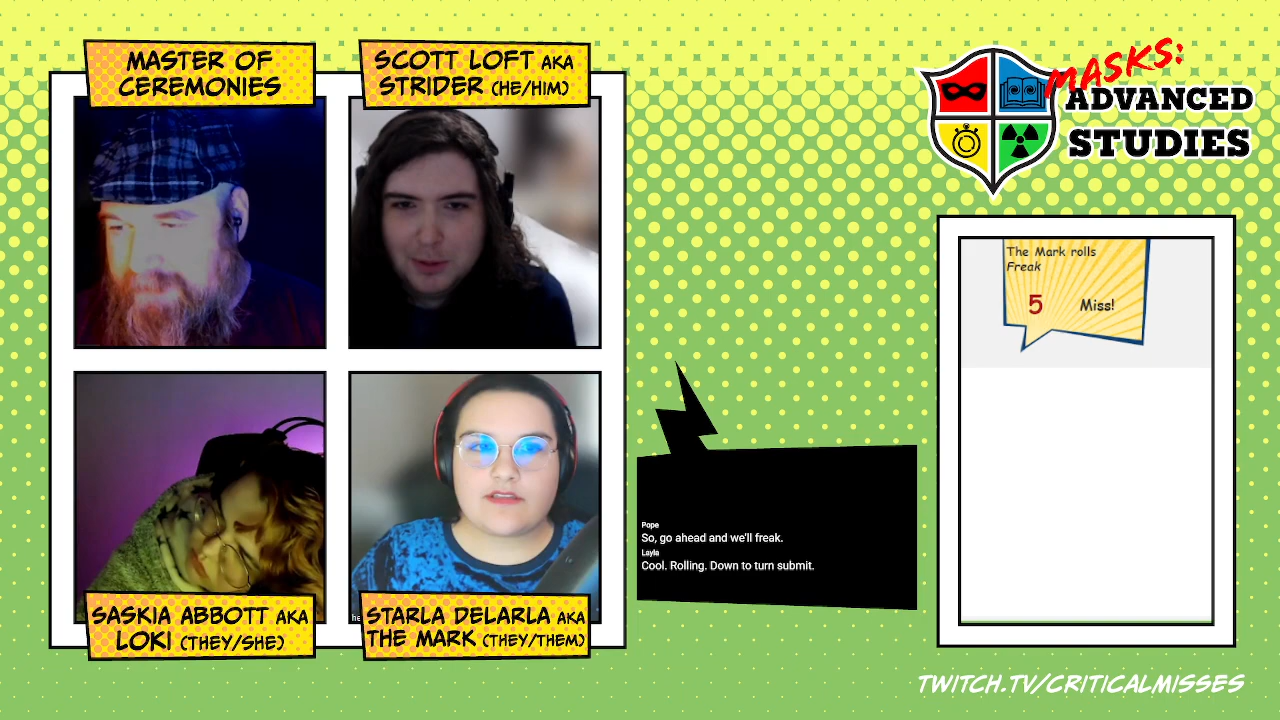 MASTER OF
CEREMONIES
SCOTT LOFT AKA
STRIDER (HE/HIM)
SASKIA ABBOTT AKA
LOKI (THEY/SHE)
he
STARLA DELARLA AKA
THE MARK (THEY/THEM)
Pope
So, go ahead and we'll freak.
Layla
Cool. Rolling. Down to turn submit.
MASKS:
ADVANCED
STUDIES
The Mark rolls
Freak
5 Miss!
TWITCH.TV/CRITICALMISSES